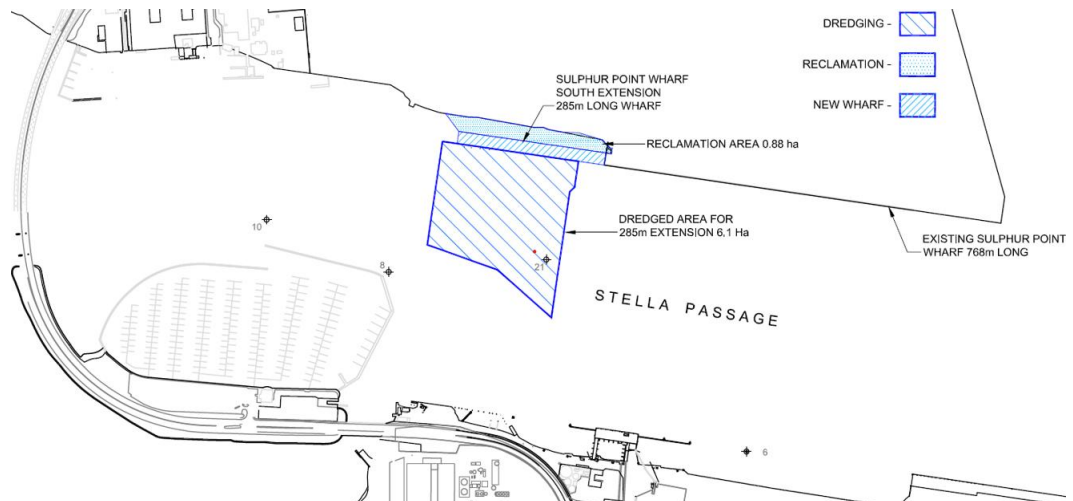 DREDGING -
RECLAMATION -
NEW WHARF -
SULPHUR POINT WHARF
SOUTH EXTENSION
285m LONG WHARF
RECLAMATION AREA 0.88 ha
DREDGED AREA FOR
285m EXTENSION 6.1 Ha
EXISTING SULPHUR POINT
WHARF 768m LONG
10
8
21
STELLA PASSAGE
6